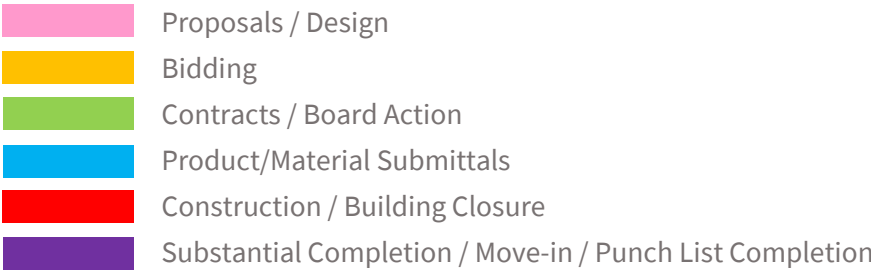 Proposals / Design
Bidding
Contracts / Board Action
Product/Material Submittals
Construction / Building Closure
Substantial Completion / Move-in / Punch List Completion